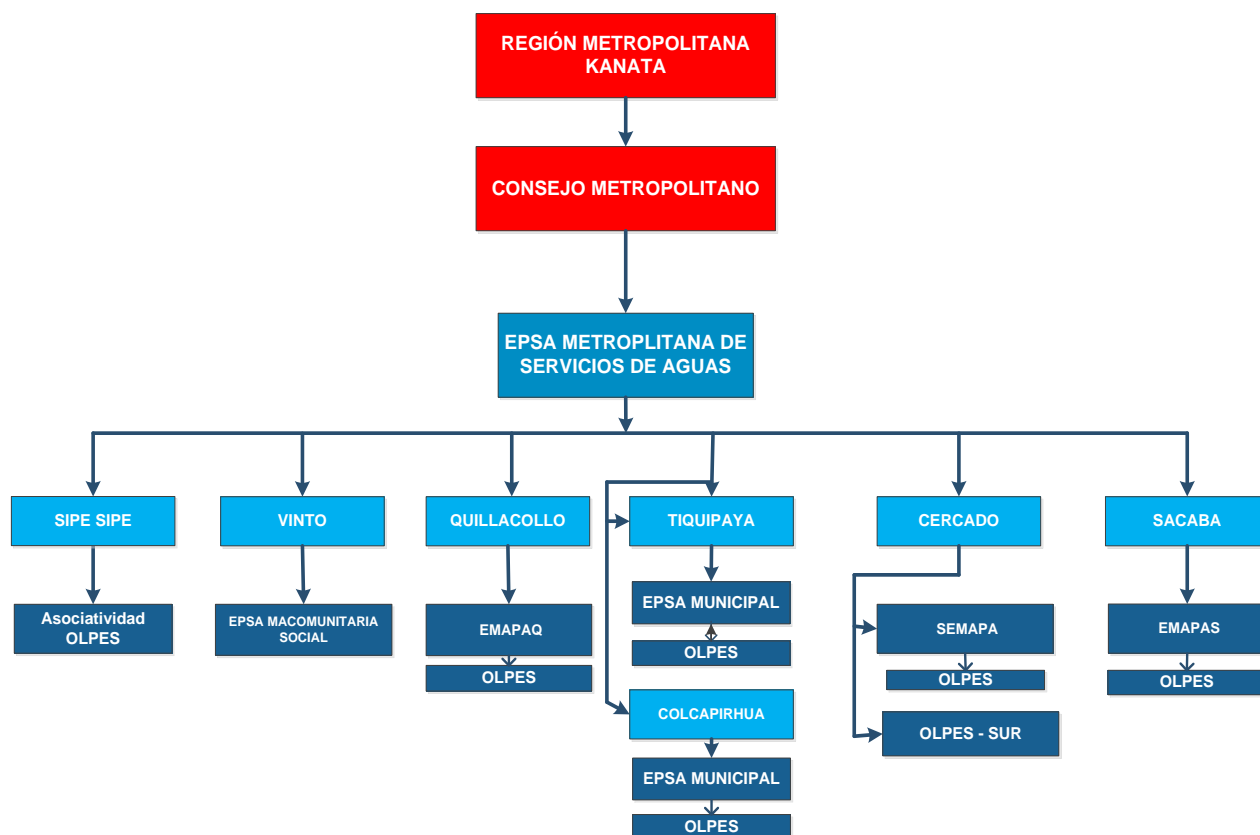 REGIÓN METROPOLITANA
KANATA
CONSEJO METROPOLITANO
EPSA METROPLITANA DE
SERVICIOS DE AGUAS
SIPE SIPE
VINTO
QUILLACOLLO
TIQUIPAYA
CERCADO
SACABA
Asociatividad
OLPES
EPSA MACOMUNITARIA
SOCIAL
EMAPAQ
OLPES
EPSA MUNICIPAL
OLPES
COLCAPIRHUA
EPSA MUNICIPAL
OLPES
SEMAPA
OLPES
OLPES - SUR
EMAPAS
OLPES